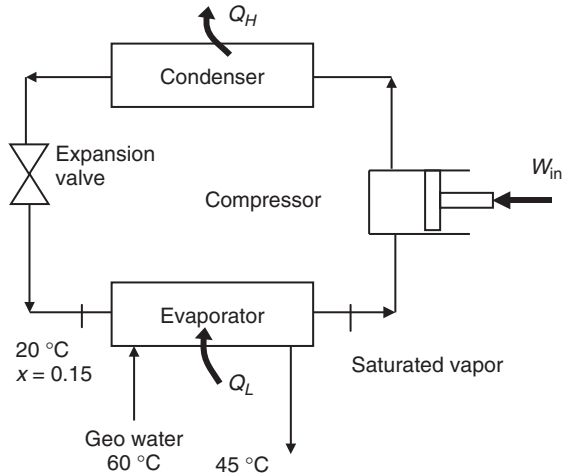 Q_H
Condenser
Expansion
valve
Compressor
W_in
Evaporator
20 °C
x = 0.15
Q_L
Saturated vapor
Geo water
60 °C
45 °C